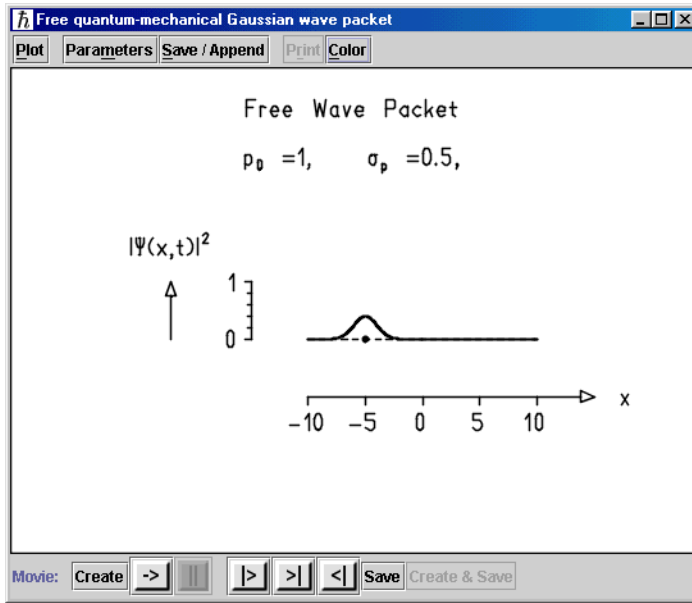 ℏ Free quantum-mechanical Gaussian wave packet
Plot Parameters Save / Append Print Color
Free Wave Packet
p₀ =1, σₚ =0.5,
|Ψ(x,t)|²
1
0
x
-10 -5 0 5 10
Movie: Create -> || |> >| <| Save Create & Save